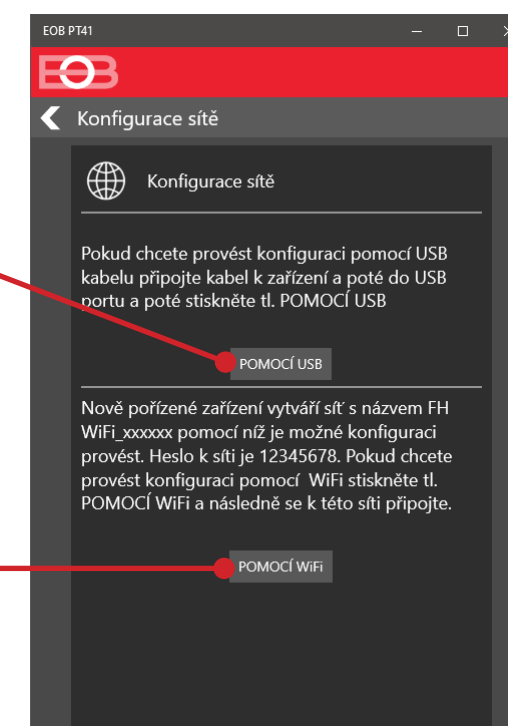 EOB PT41
EOB
Konfigurace sítě
Konfigurace sítě
Pokud chcete provést konfiguraci pomocí USB
kabelu připojte kabel k zařízení a poté do USB
portu a poté stiskněte tl. POMOCÍ USB
POMOCÍ USB
Nově pořízené zařízení vytváří síť s názvem FH
WiFi_xxxxxx pomocí níž je možné konfiguraci
provést. Heslo k síti je 12345678. Pokud chcete
provést konfiguraci pomocí  WiFi stiskněte tl.
POMOCÍ WiFi a následně se k této síti připojte.
POMOCÍ WiFi